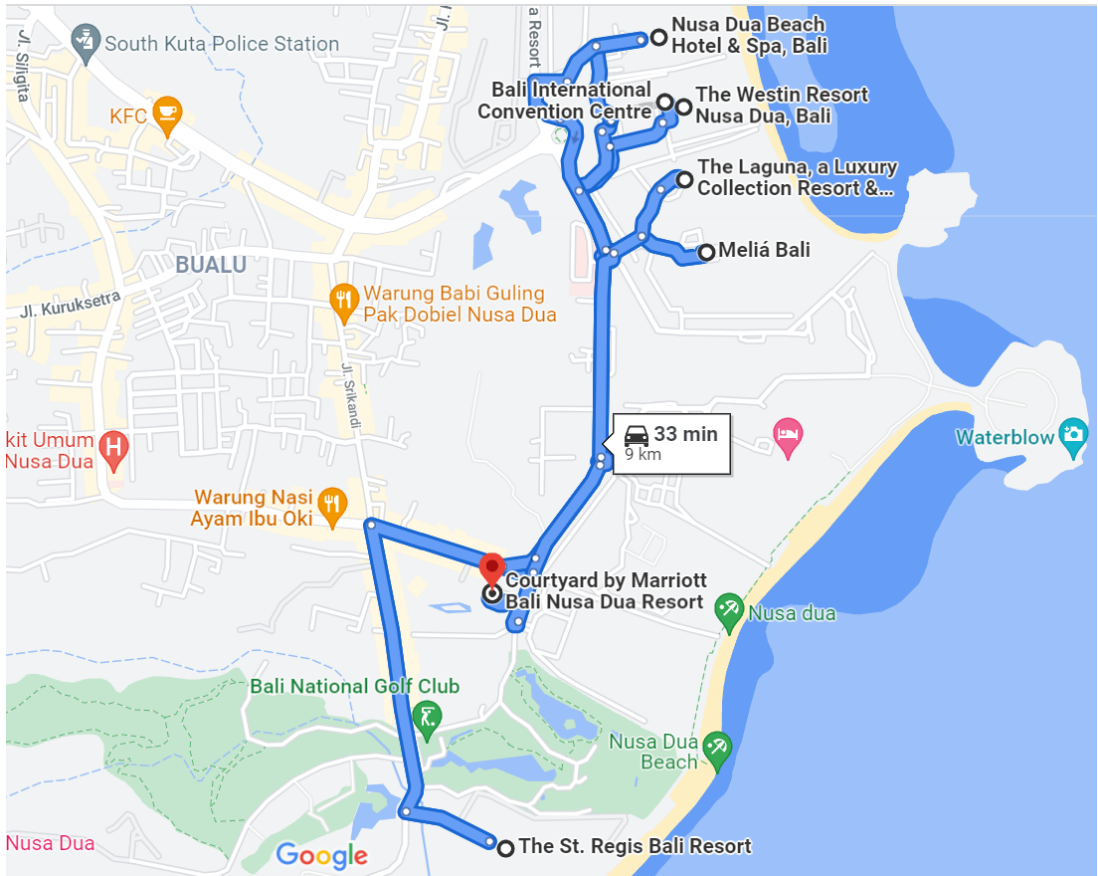 Nusa Dua Beach
Hotel & Spa, Bali
a Resort
Jl.
Jl. Siligita
South Kuta Police Station
KFC
Bali International
Convention Centre
The Westin Resort
Nusa Dua, Bali
The Laguna, a Luxury
Collection Resort &...
Meliá Bali
BUALU
Jl. Kuruksetra
Warung Babi Guling
Pak Dobiel Nusa Dua
Jl. Srikandi
33 min
9 km
kit Umum
Nusa Dua
Waterblow
Warung Nasi
Ayam Ibu Oki
Courtyard by Marriott
Bali Nusa Dua Resort
Nusa dua
Bali National Golf Club
Nusa Dua
Beach
Nusa Dua
Google
The St. Regis Bali Resort